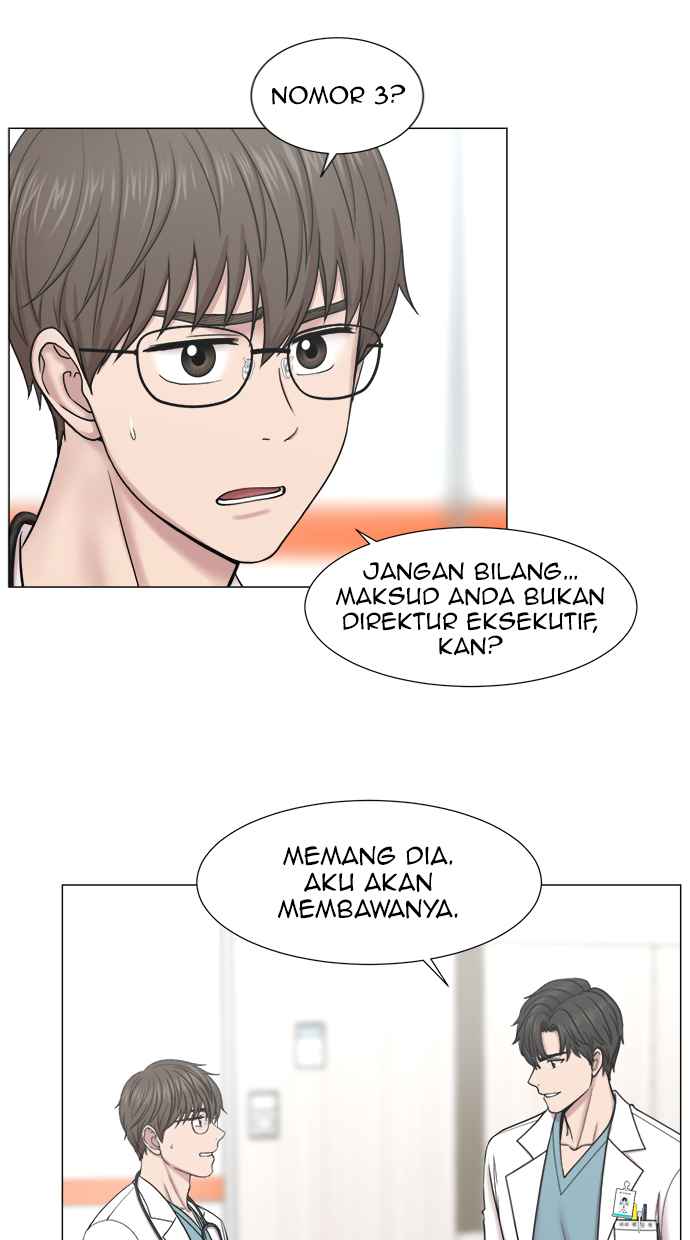 NOMOR 3?
JANGAN BILANG...
MAKSUD ANDA BUKAN
DIREKTUR EKSEKUTIF,
KAN?
MEMANG DIA.
AKU AKAN
MEMBAWANYA.